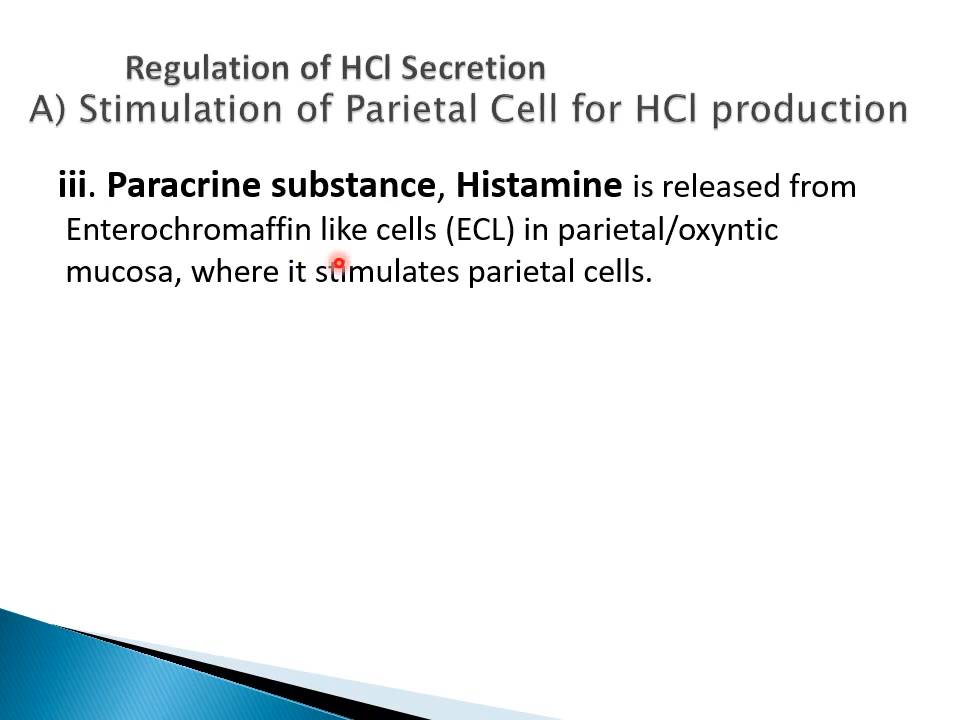 Regulation of HCl Secretion
A) Stimulation of Parietal Cell for HCl production
iii. Paracrine substance, Histamine is released from
Enterochromaffin like cells (ECL) in parietal/oxyntic
mucosa, where it stimulates parietal cells.